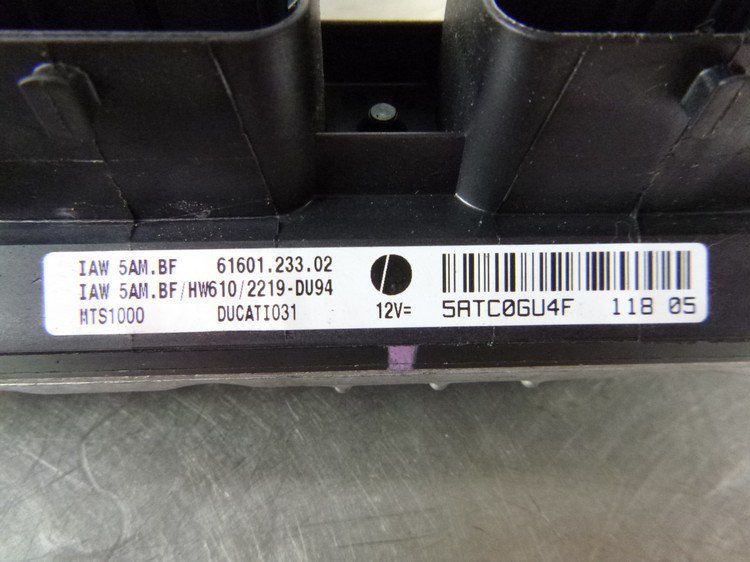 IAW 5AM.BF 61601.233.02
IAW 5AM.BF/HW610/2219-DU94
MTS1000 DUCATI031 12V= 5ATC0GU4F 118 05